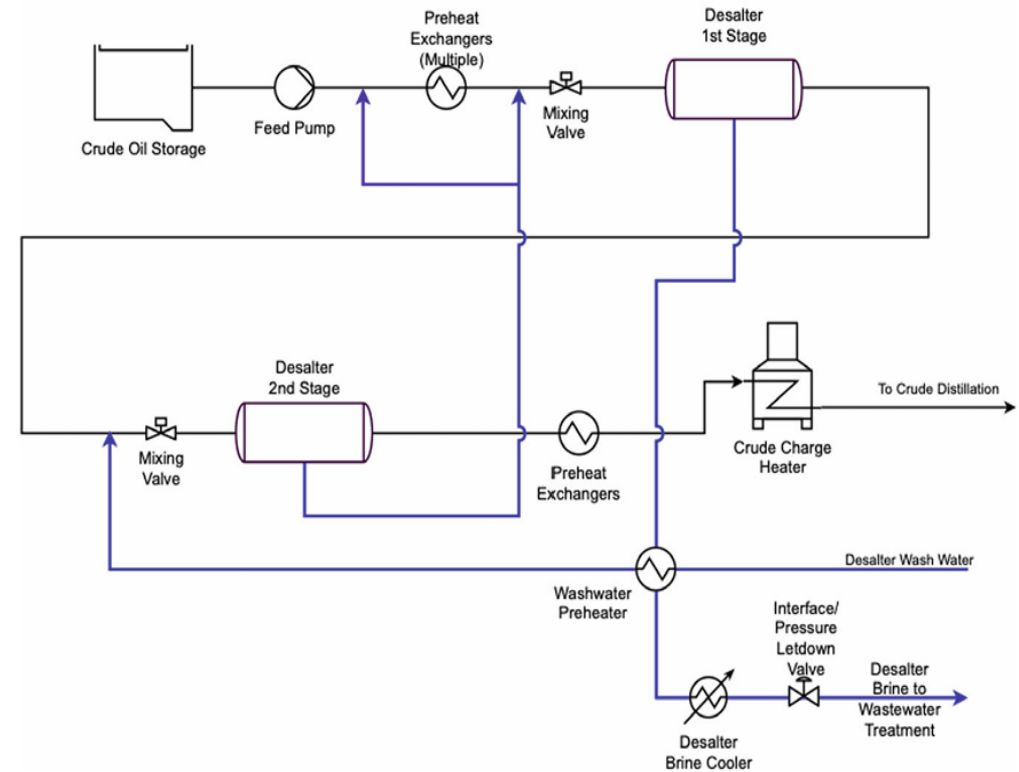 Preheat
Exchangers
(Multiple)
Desalter
1st Stage
Crude Oil Storage
Feed Pump
Mixing
Valve
Desalter
2nd Stage
To Crude Distillation
Mixing
Valve
Preheat
Exchangers
Crude Charge
Heater
Desalter Wash Water
Washwater
Preheater
Interface/
Pressure
Letdown
Valve
Desalter
Brine to
Wastewater
Treatment
Desalter
Brine Cooler